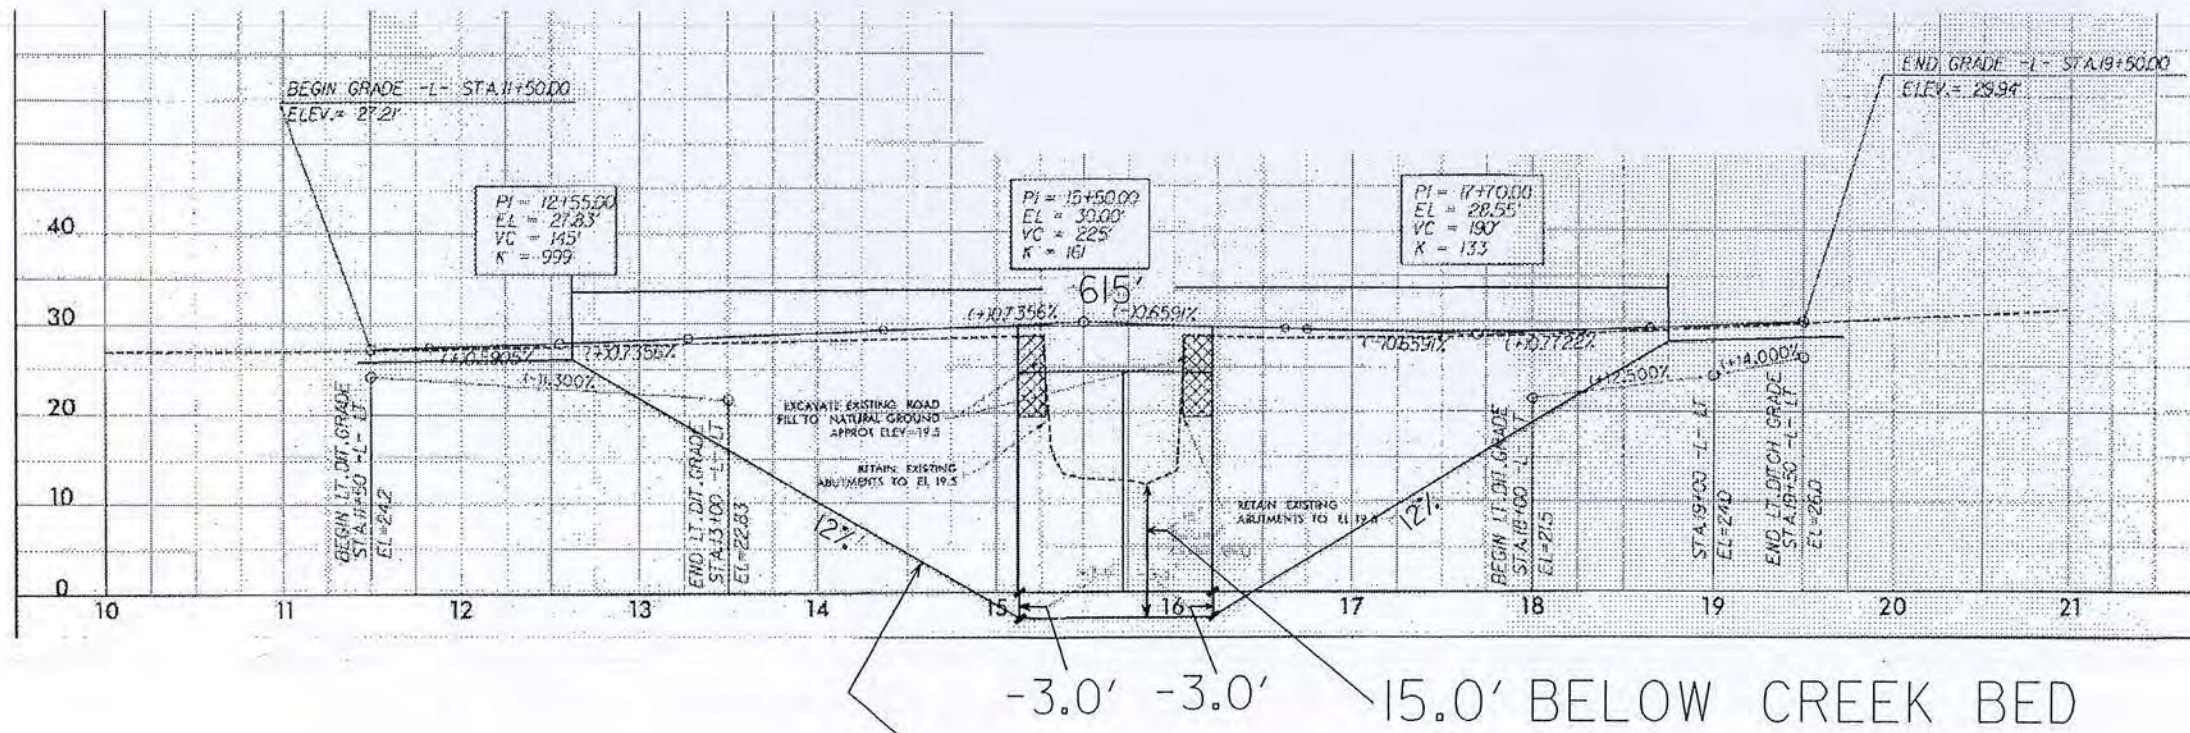 BEGIN GRADE -L- STA.11+50.00
ELEV.= 27.21'
END GRADE -L- STA.19+50.00
ELEV.= 29.94'
PI = 12+55.00
EL = 27.83'
VC = 145'
K = 999
PI = 15+50.00
EL = 30.00'
VC = 225'
K = 161
PI = 17+70.00
EL = 28.55'
VC = 190'
K = 133
40
30
20
10
0
615'
(+)0.5905%
(+)0.7356%
(+)0.7356%
(-)0.6591%
(-)0.6591%
(+)0.7722%
(-)1.300%
(+)2.500%
(+)4.000%
EXCAVATE EXISTING ROAD
FILL TO NATURAL GROUND
APPROX ELEV=19.5
RETAIN EXISTING
ABUTMENTS TO EL 19.5
RETAIN EXISTING
ABUTMENTS TO EL
BEGIN LT. DIT. GRADE
STA.11+50 -L- LT
EL=24.2
END LT. DIT. GRADE
STA.13+00 -L- LT
EL=22.83
BEGIN LT. DIT. GRADE
STA.18+00 -L- LT
EL=21.5
STA.19+00 -L- LT
EL=24.0
END LT. DITCH GRADE
STA.19+50 -L- LT
EL=26.0
12%
12%
10 11 12 13 14 15 16 17 18 19 20 21
-3.0' -3.0' 15.0' BELOW CREEK BED